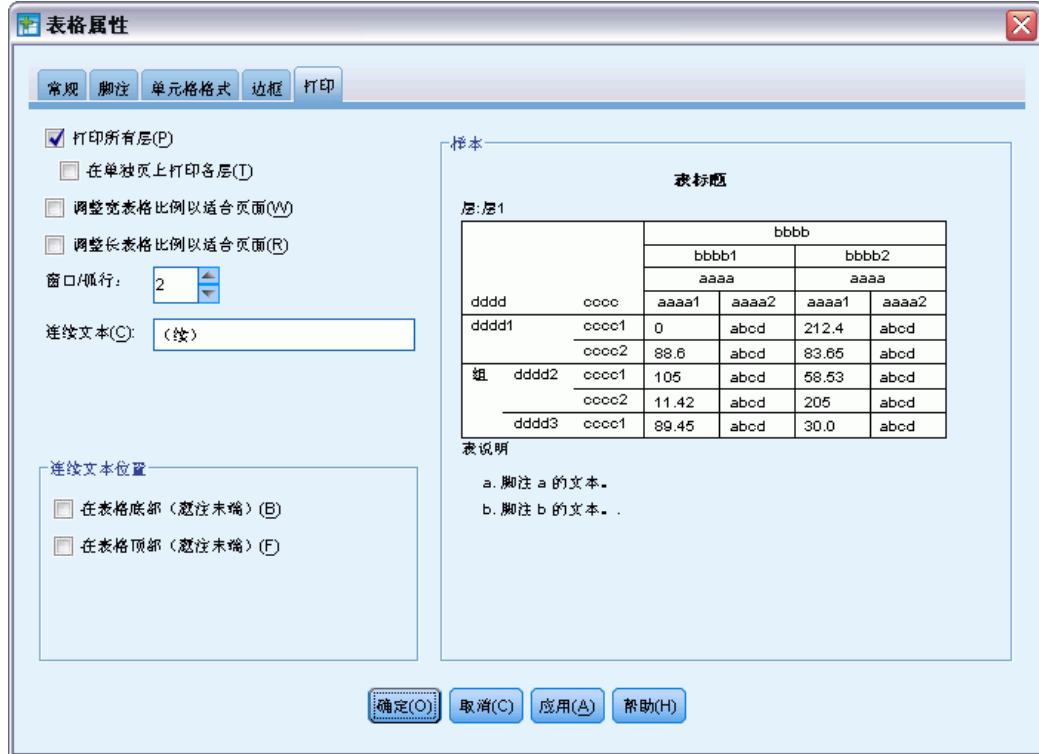 表格属性
常规 脚注 单元格格式 边框 打印
打印所有层(P)
在单独页上打印各层(T)
调整宽表格比例以适合页面(W)
调整长表格比例以适合页面(R)
窗口/孤行: 2
连续文本(C): （续）
连续文本位置
在表格底部（题注末端）(B)
在表格顶部（题注末端）(F)
样本
表标题
层:层1
bbbb
bbbb1 bbbb2
aaaa aaaa
dddd cccc aaaa1 aaaa2 aaaa1 aaaa2
dddd1 cccc1 0 abcd 212.4 abcd
cccc2 88.6 abcd 83.65 abcd
组 dddd2 cccc1 105 abcd 58.53 abcd
cccc2 11.42 abcd 205 abcd
dddd3 cccc1 89.45 abcd 30.0 abcd
表说明
a. 脚注 a 的文本。
b. 脚注 b 的文本。.
确定(O) 取消(C) 应用(A) 帮助(H)